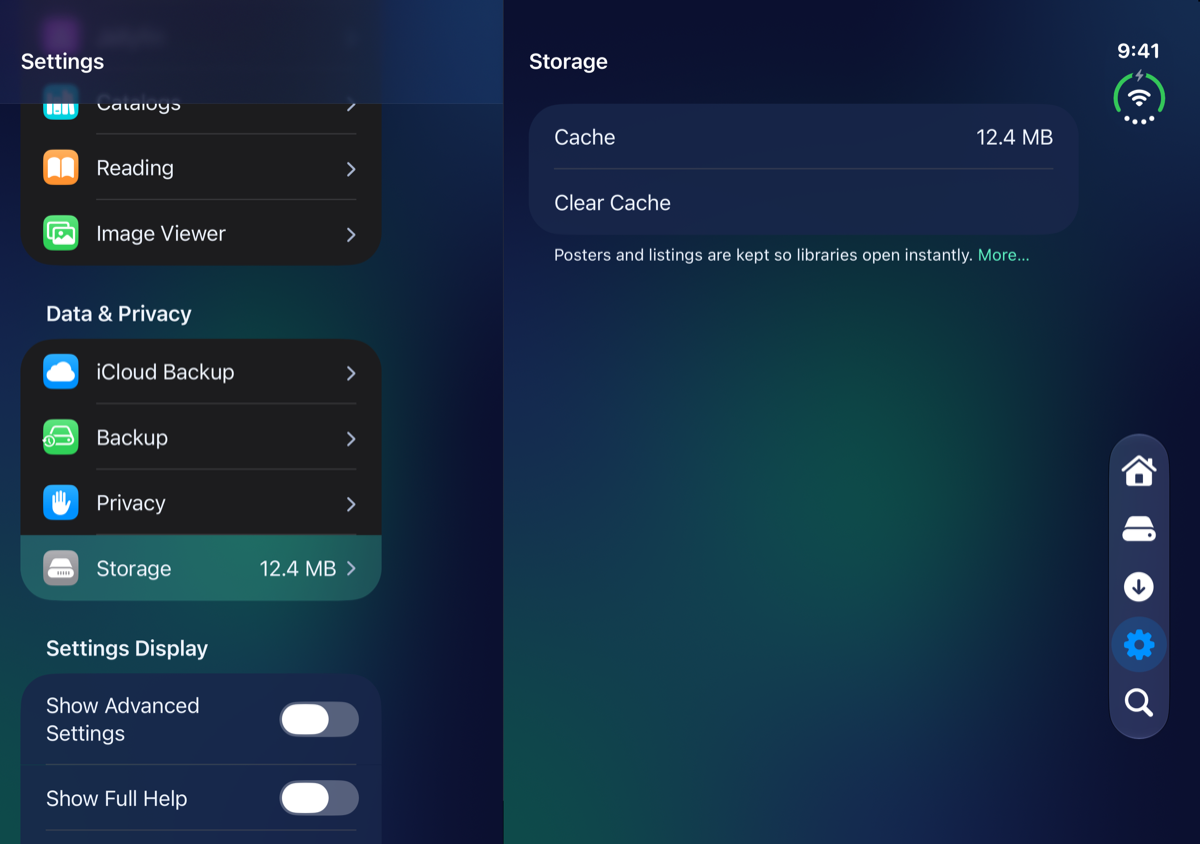 Settings
Catalogs
Reading
Image Viewer
Data & Privacy
iCloud Backup
Backup
Privacy
Storage 12.4 MB
Settings Display
Show Advanced
Settings
Show Full Help
Storage
Cache 12.4 MB
Clear Cache
Posters and listings are kept so libraries open instantly. More...
9:41